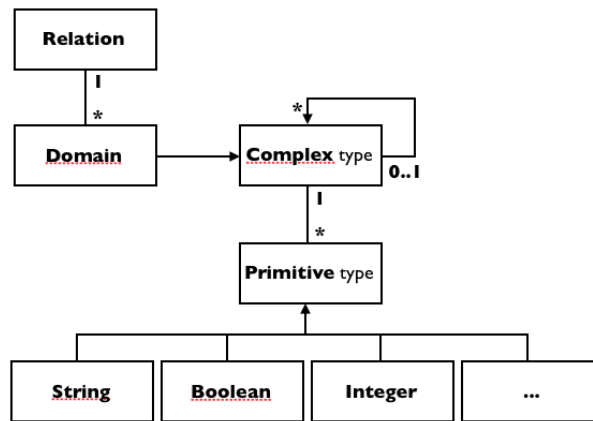 Relation
1
*
Domain
*
Complex type
0..1
1
*
Primitive type
String
Boolean
Integer
...